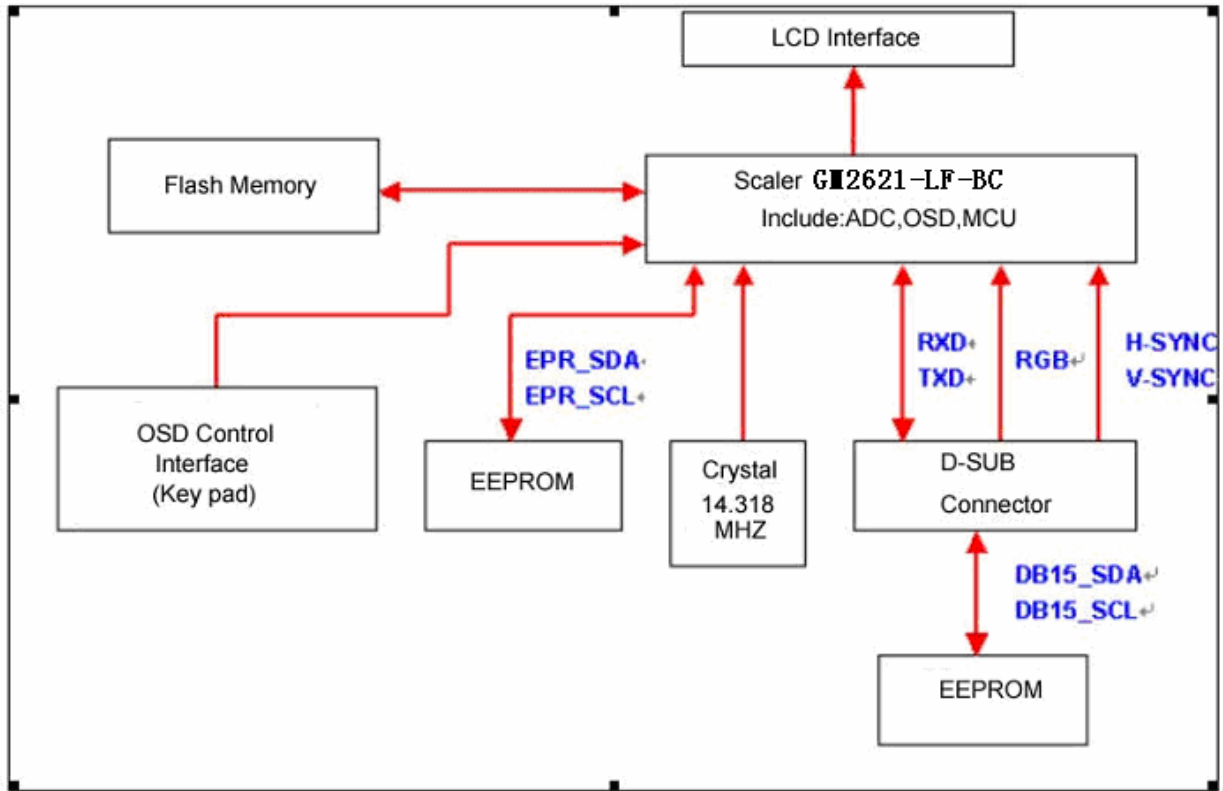 LCD Interface
Flash Memory
Scaler GM2621-LF-BC
Include:ADC,OSD,MCU
EPR_SDA
EPR_SCL
RXD
TXD
RGB
H-SYNC
V-SYNC
OSD Control
Interface
(Key pad)
EEPROM
Crystal
14.318
MHZ
D-SUB
Connector
DB15_SDA
DB15_SCL
EEPROM